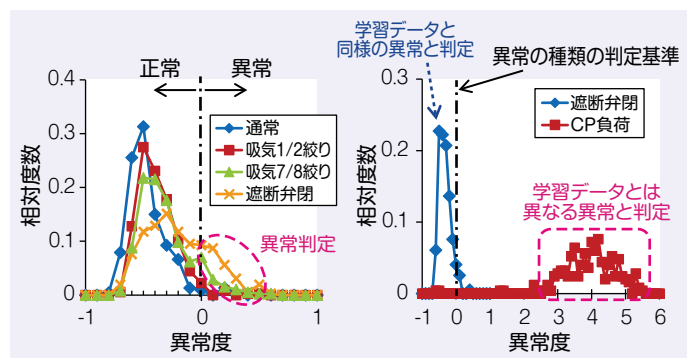 正常
異常
0.4
0.3
0.2
0.1
0
相対度数
-1
0
1
異常度
通常
吸気1/2絞り
吸気7/8絞り
遮断弁閉
異常判定
学習データと
同様の異常と判定
異常の種類の判定基準
0.3
0.2
0.1
0
相対度数
遮断弁閉
CP負荷
学習データとは
異なる異常と判定
-1 0 1 2 3 4 5 6
異常度